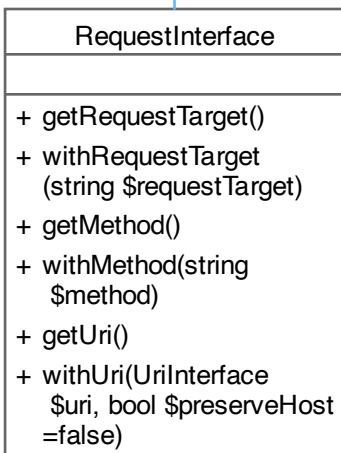 RequestInterface
+ getRequestTarget()
+ withRequestTarget
(string $requestTarget)
+ getMethod()
+ withMethod(string
$method)
+ getUri()
+ withUri(UriInterface
$uri, bool $preserveHost
=false)